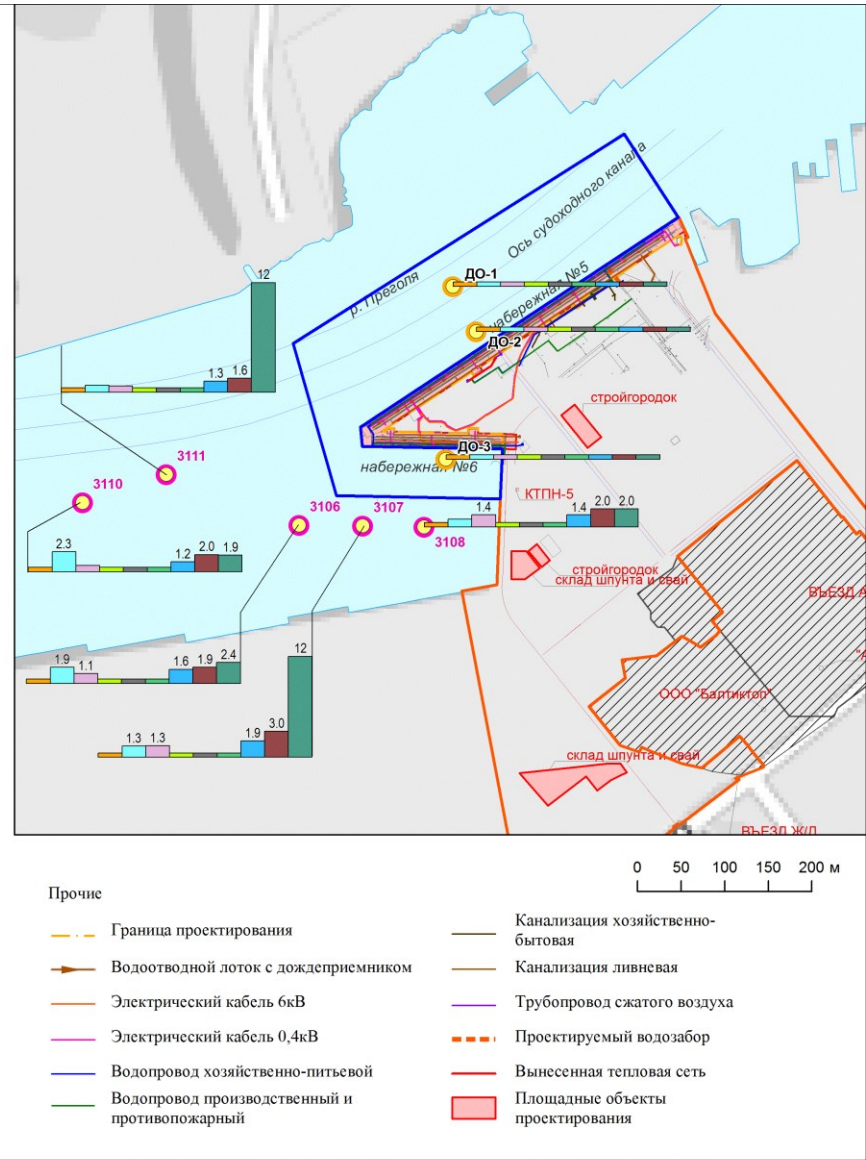 Ось судоходного канала
р. Преголя
ДО-1
набережная №5
ДО-2
12
1.3
1.6
стройгородок
ДО-3
набережная №6
3111
3110
КТПН-5
3106
3107
3108
1.4
1.4
2.0
2.0
2.3
1.2
2.0
1.9
стройгородок
склад шпунта и свай
ВЪЕЗД А
1.9
1.1
1.6
1.9
2.4
12
ООО "Балтиктоп"
1.3
1.3
1.9
3.0
склад шпунта и свай
ВЪЕЗД Ж/Д
0 50 100 150 200 м
Прочие
Граница проектирования
Водоотводной лоток с дождеприемником
Электрический кабель 6кВ
Электрический кабель 0,4кВ
Водопровод хозяйственно-питьевой
Водопровод производственный и
противопожарный
Канализация хозяйственно-
бытовая
Канализация ливневая
Трубопровод сжатого воздуха
Проектируемый водозабор
Вынесенная тепловая сеть
Площадные объекты
проектирования